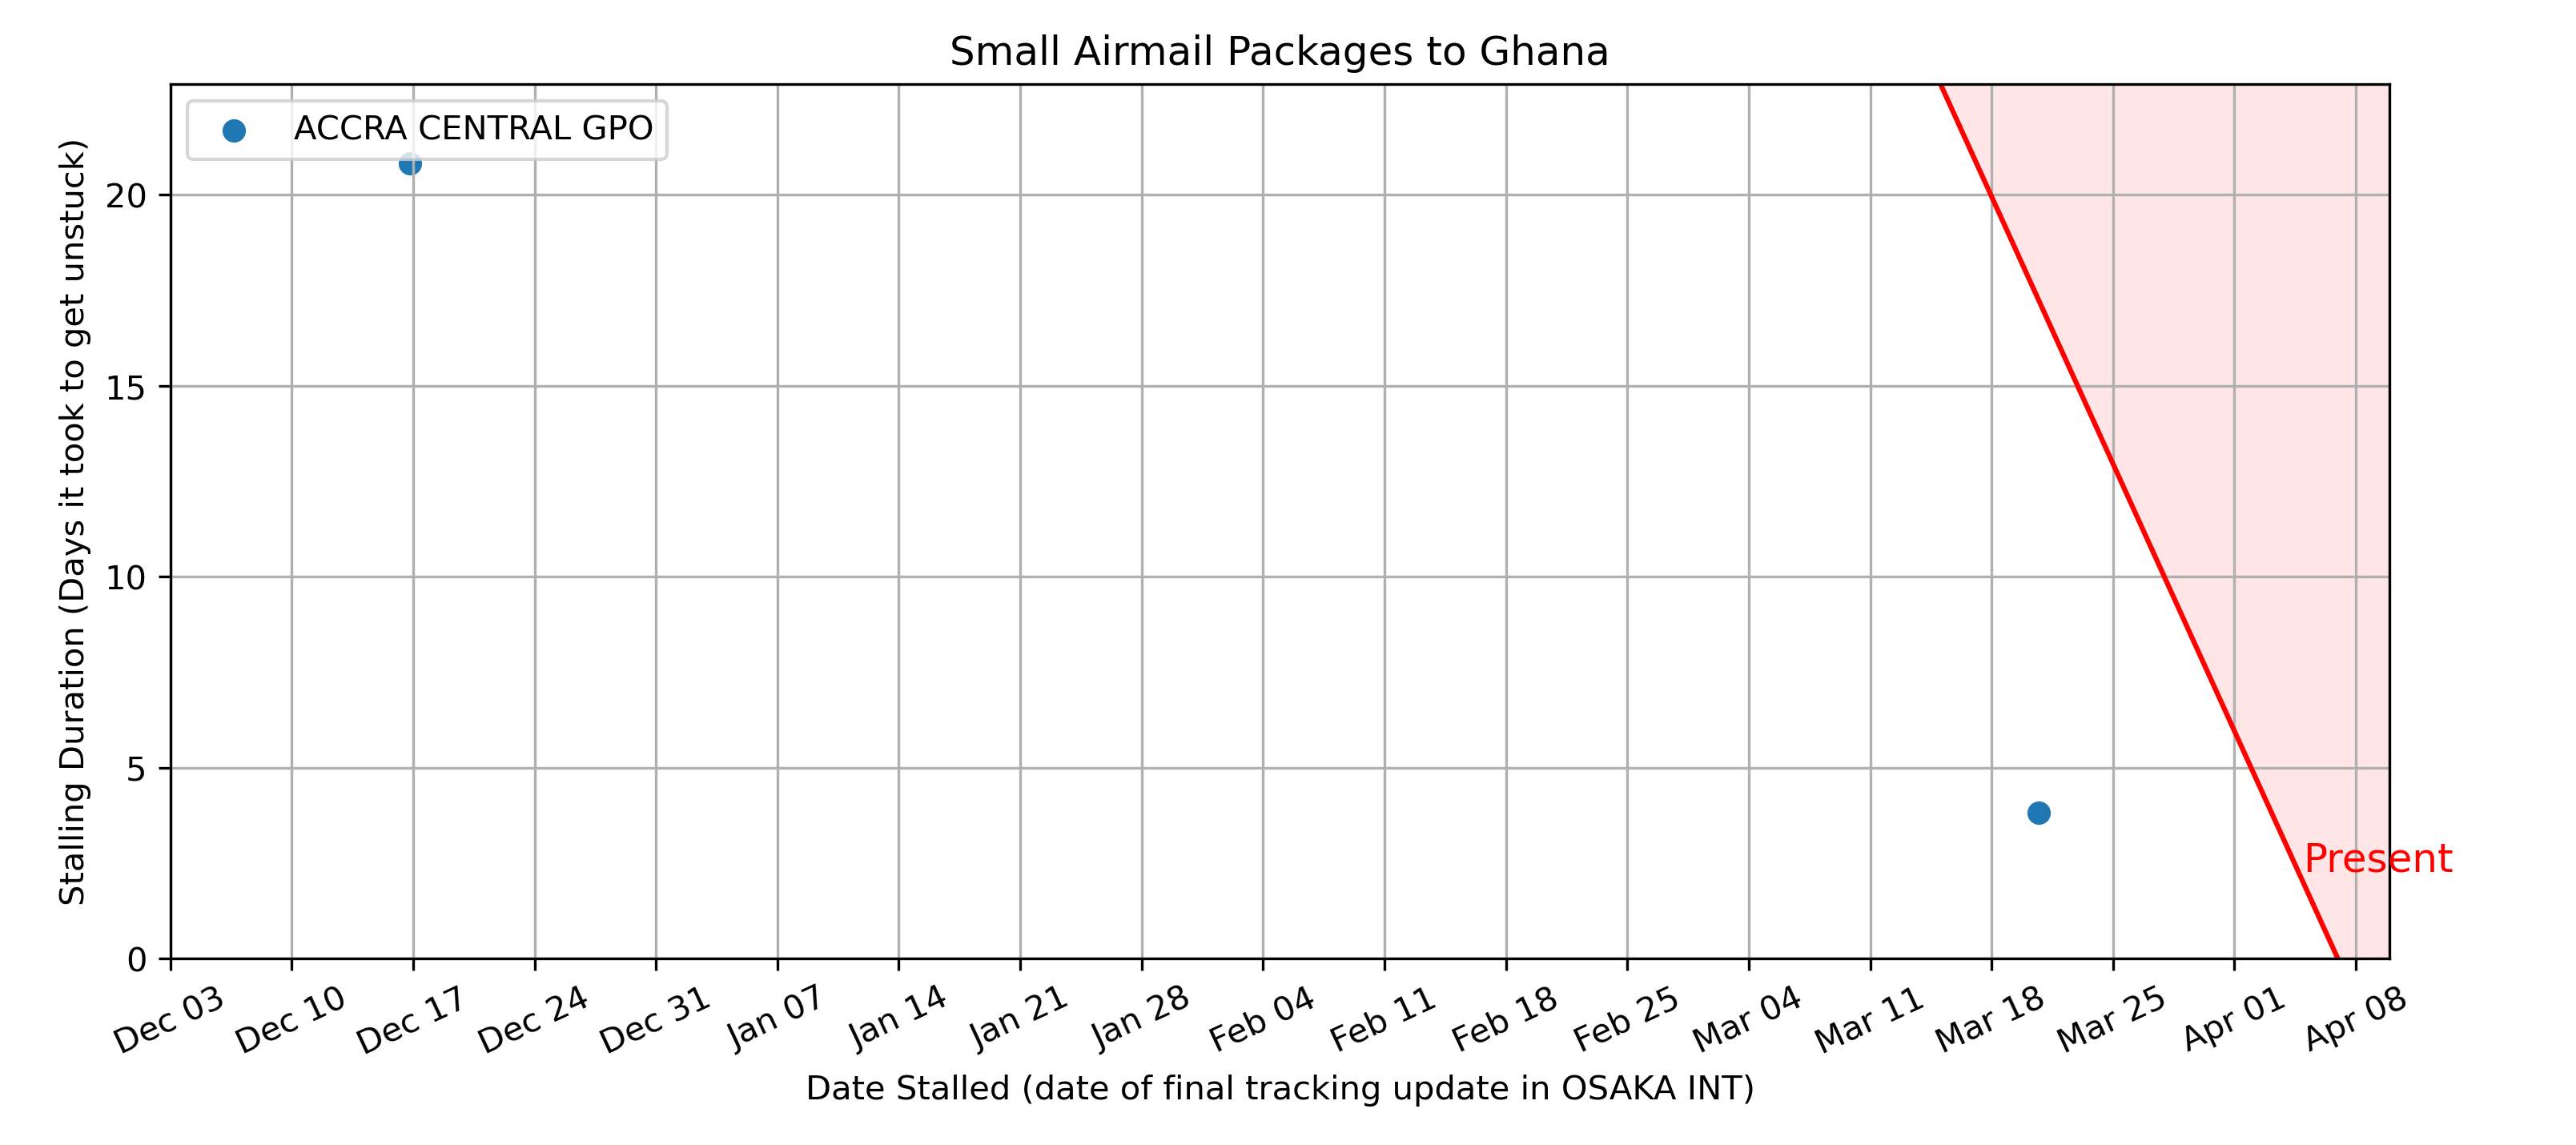 Small Airmail Packages to Ghana
ACCRA CENTRAL GPO
Stalling Duration (Days it took to get unstuck)
20
15
10
5
0
Present
Dec 03
Dec 10
Dec 17
Dec 24
Dec 31
Jan 07
Jan 14
Jan 21
Jan 28
Feb 04
Feb 11
Feb 18
Feb 25
Mar 04
Mar 11
Mar 18
Mar 25
Apr 01
Apr 08
Date Stalled (date of final tracking update in OSAKA INT)